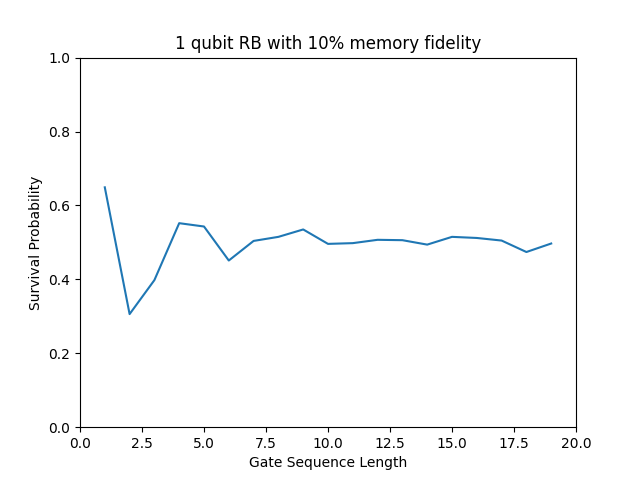 1 qubit RB with 10% memory fidelity
1.0
0.8
0.6
0.4
0.2
0.0
Survival Probability
0.0 2.5 5.0 7.5 10.0 12.5 15.0 17.5 20.0
Gate Sequence Length